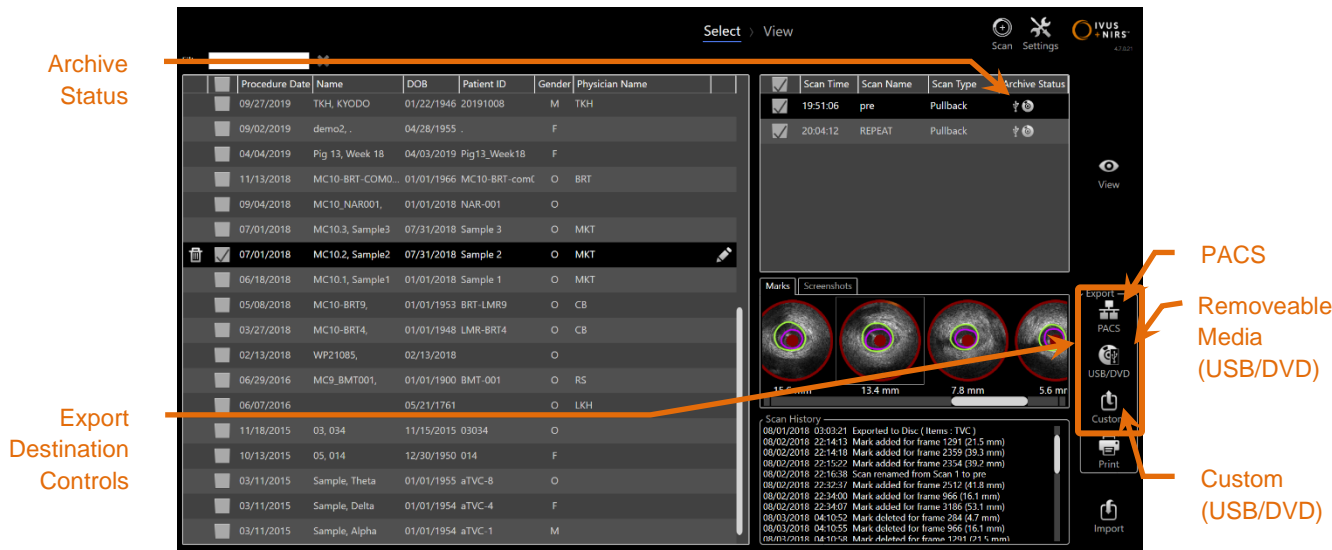 Select > View
Scan
Settings
IVUS
+NIRS
4.7.0.21
Archive
Status
Procedure Date Name DOB Patient ID Gender Physician Name
09/27/2019 TKH, KYODO 01/22/1946 20191008 M TKH
09/02/2019 demo2, . 04/28/1955 . F
04/04/2019 Pig 13, Week 18 04/03/2019 Pig13_Week18 F
11/13/2018 MC10-BRT-COM0... 01/01/1966 MC10-BRT-com( O BRT
09/04/2018 MC10_NAR001, 01/01/2018 NAR-001 O
07/01/2018 MC10.3, Sample3 07/31/2018 Sample 3 O MKT
07/01/2018 MC10.2, Sample2 07/31/2018 Sample 2 O MKT
06/18/2018 MC10.1, Sample1 01/01/2018 Sample 1 O MKT
05/08/2018 MC10-BRT9, 01/01/1953 BRT-LMR9 O CB
03/27/2018 MC10-BRT4, 01/01/1948 LMR-BRT4 O CB
02/13/2018 WP21085, 02/13/2018 O
06/29/2016 MC9_BMT001, 01/01/1900 BMT-001 O RS
06/07/2016 05/21/1761 O LKH
11/18/2015 03, 034 11/15/2015 03034 O
10/13/2015 05, 014 12/30/1950 014 F
03/11/2015 Sample, Theta 01/01/1955 aTVC-8 O
03/11/2015 Sample, Delta 01/01/1954 aTVC-4 F
03/11/2015 Sample, Alpha 01/01/1954 aTVC-1 M
Scan Time Scan Name Scan Type Archive Status
19:51:06 pre Pullback
20:04:12 REPEAT Pullback
View
Marks Screenshots
13.4 mm 7.8 mm 5.6 mm
Scan History
08/01/2018 03:03:21 Exported to Disc ( Items : TVC )
08/02/2018 22:14:13 Mark added for frame 1291 (21.5 mm)
08/02/2018 22:14:18 Mark added for frame 2359 (39.3 mm)
08/02/2018 22:15:22 Mark added for frame 2354 (39.2 mm)
08/02/2018 22:16:38 Scan renamed from Scan 1 to pre
08/02/2018 22:32:37 Mark added for frame 2512 (41.8 mm)
08/02/2018 22:34:00 Mark added for frame 966 (16.1 mm)
08/02/2018 22:34:07 Mark added for frame 3186 (53.1 mm)
08/03/2018 04:10:52 Mark deleted for frame 284 (4.7 mm)
08/03/2018 04:10:55 Mark deleted for frame 966 (16.1 mm)
08/03/2018 04:10:58 Mark deleted for frame 1291 (21.5 mm)
Export
PACS
USB/DVD
Custom
Print
Import
PACS
Removeable
Media
(USB/DVD)
Custom
(USB/DVD)
Export
Destination
Controls